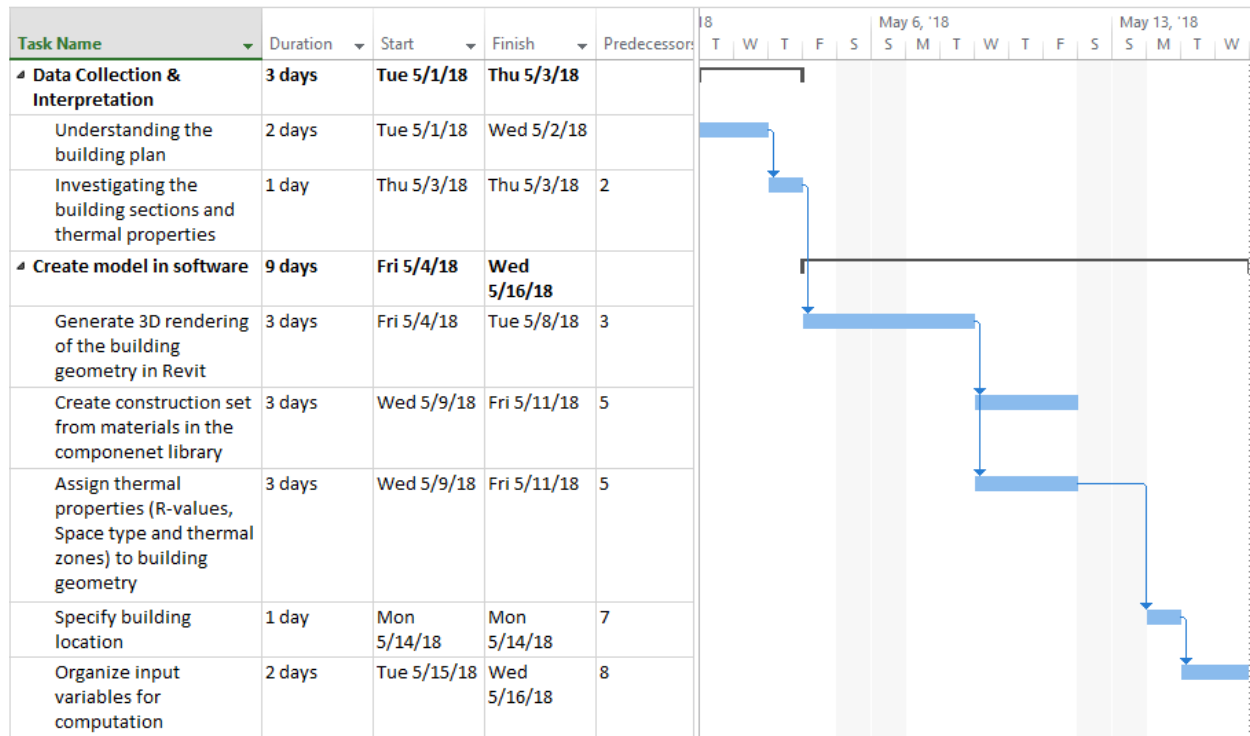 18 May 6, '18 May 13, '18
Task Name Duration Start Finish Predecessors T W T F S S M T W T F S S M T W
Data Collection & 3 days Tue 5/1/18 Thu 5/3/18
Interpretation
Understanding the 2 days Tue 5/1/18 Wed 5/2/18
building plan
Investigating the 1 day Thu 5/3/18 Thu 5/3/18 2
building sections and
thermal properties
Create model in software 9 days Fri 5/4/18 Wed
5/16/18
Generate 3D rendering 3 days Fri 5/4/18 Tue 5/8/18 3
of the building
geometry in Revit
Create construction set 3 days Wed 5/9/18 Fri 5/11/18 5
from materials in the
componenet library
Assign thermal 3 days Wed 5/9/18 Fri 5/11/18 5
properties (R-values,
Space type and thermal
zones) to building
geometry
Specify building 1 day Mon Mon 7
location 5/14/18 5/14/18
Organize input 2 days Tue 5/15/18 Wed 8
variables for 5/16/18
computation